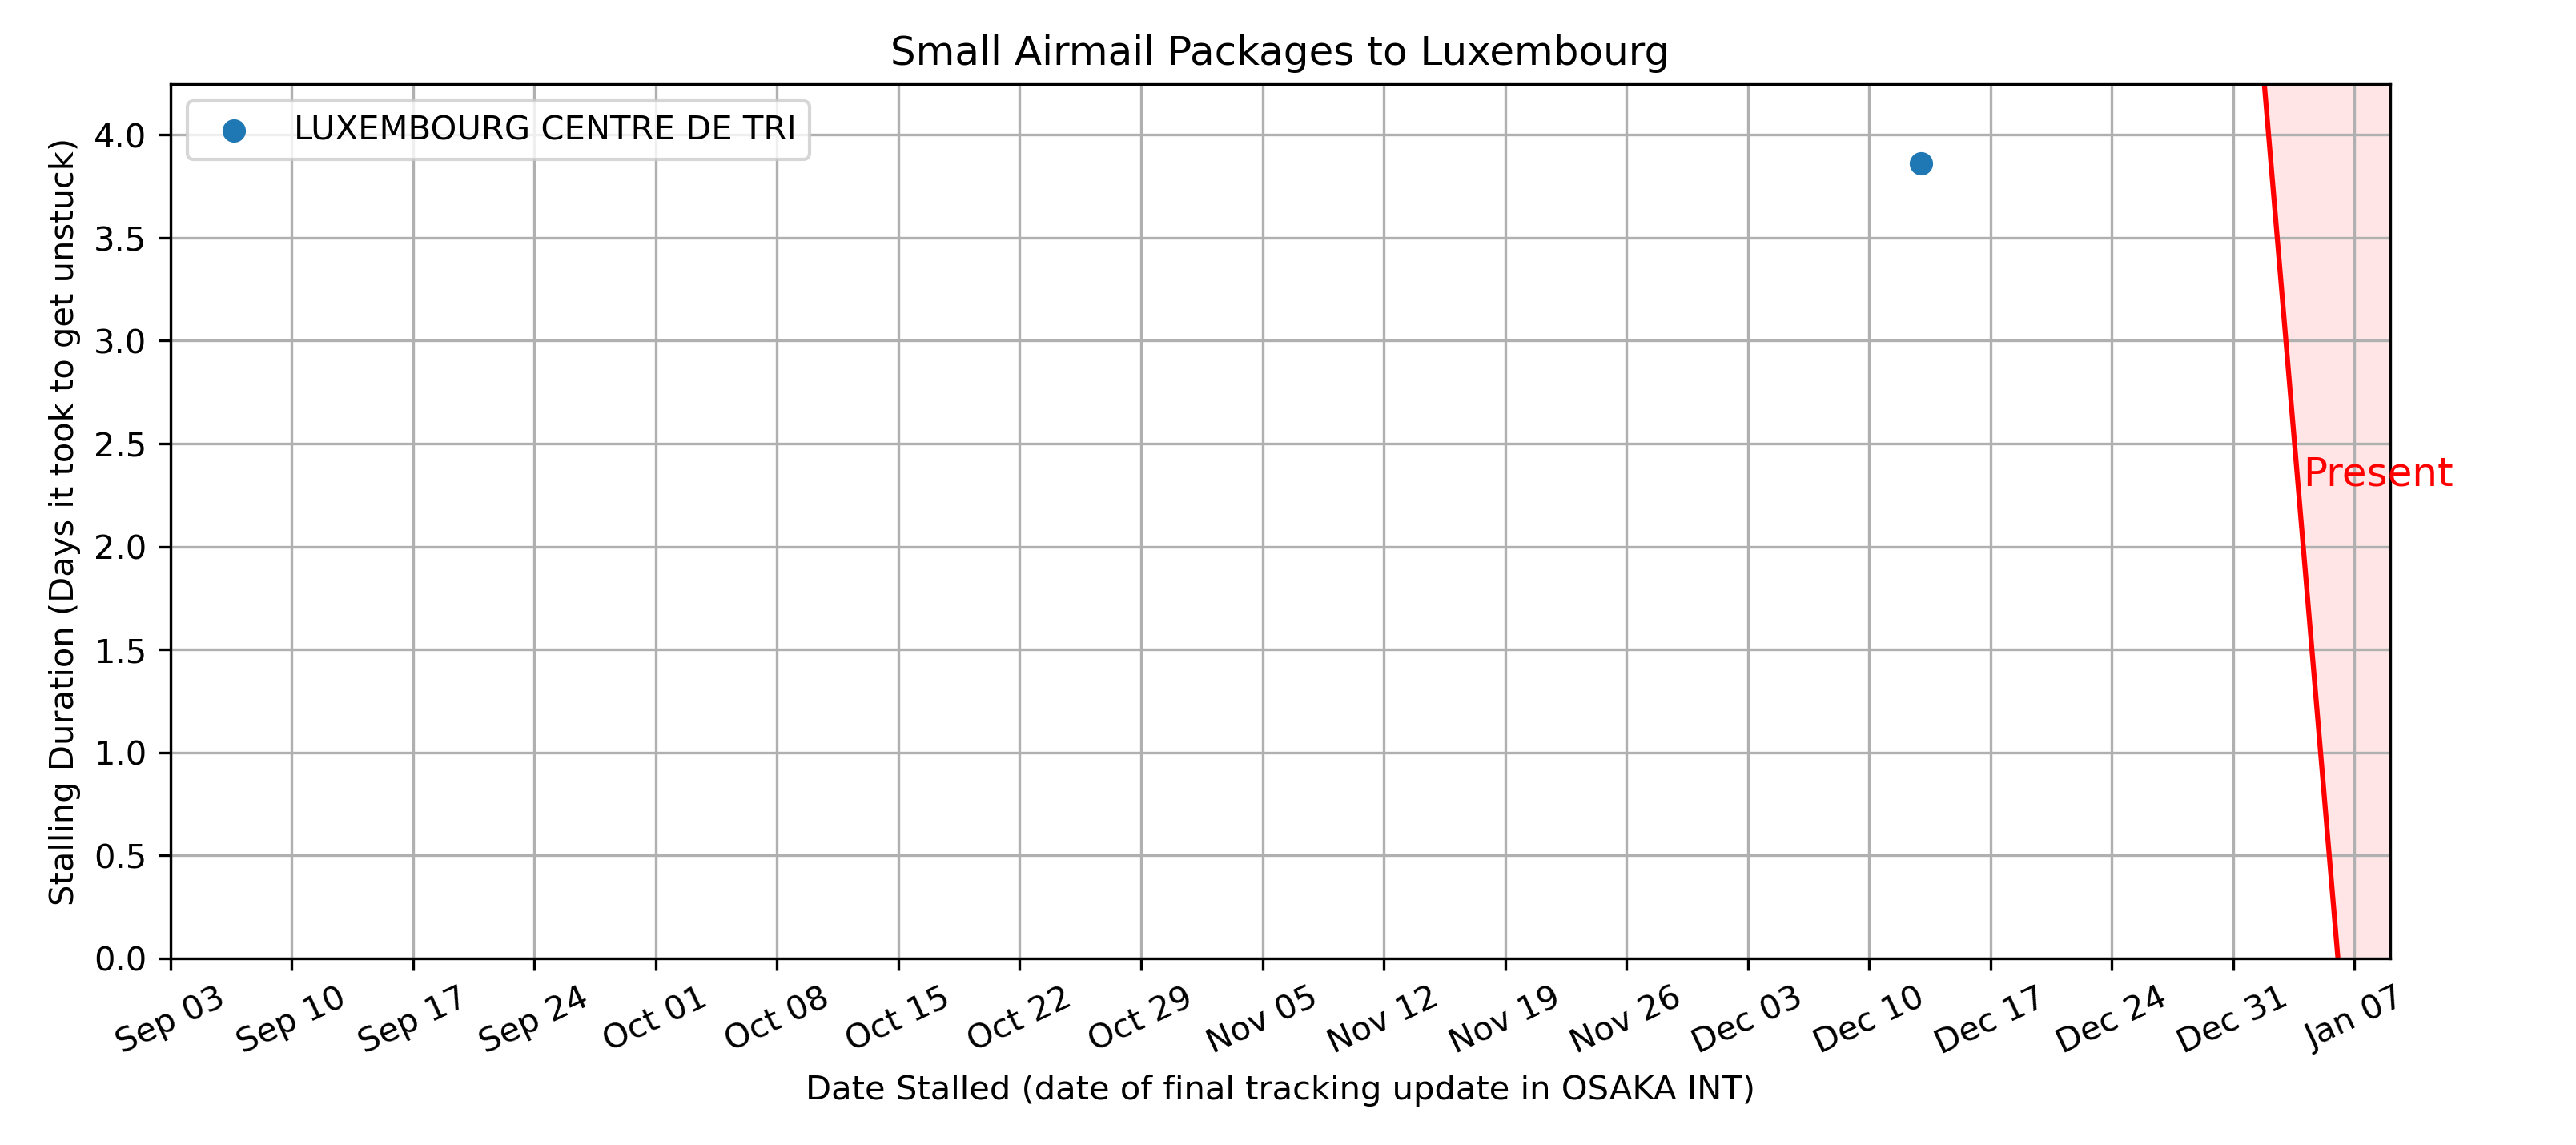 Small Airmail Packages to Luxembourg
LUXEMBOURG CENTRE DE TRI
Stalling Duration (Days it took to get unstuck)
4.0
3.5
3.0
2.5
2.0
1.5
1.0
0.5
0.0
Present
Sep 03 Sep 10 Sep 17 Sep 24 Oct 01 Oct 08 Oct 15 Oct 22 Oct 29 Nov 05 Nov 12 Nov 19 Nov 26 Dec 03 Dec 10 Dec 17 Dec 24 Dec 31 Jan 07
Date Stalled (date of final tracking update in OSAKA INT)